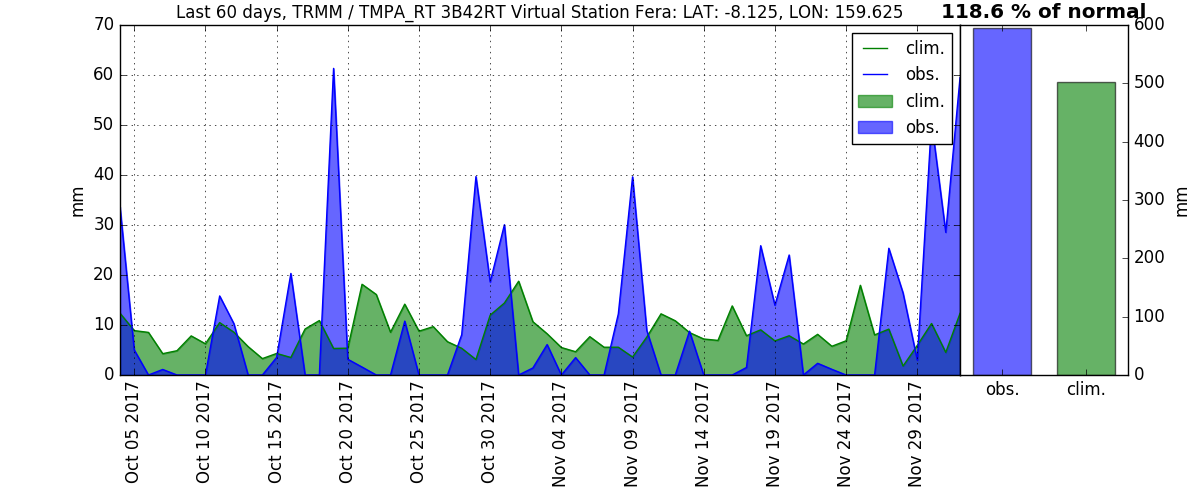 Last 60 days, TRMM / TMPA_RT 3B42RT Virtual Station Fera: LAT: -8.125, LON: 159.625
118.6 % of normal
70
60
50
40
30
20
10
0
mm
clim.
obs.
clim.
obs.
600
500
400
300
200
100
0
mm
Oct 05 2017
Oct 10 2017
Oct 15 2017
Oct 20 2017
Oct 25 2017
Oct 30 2017
Nov 04 2017
Nov 09 2017
Nov 14 2017
Nov 19 2017
Nov 24 2017
Nov 29 2017
obs.
clim.